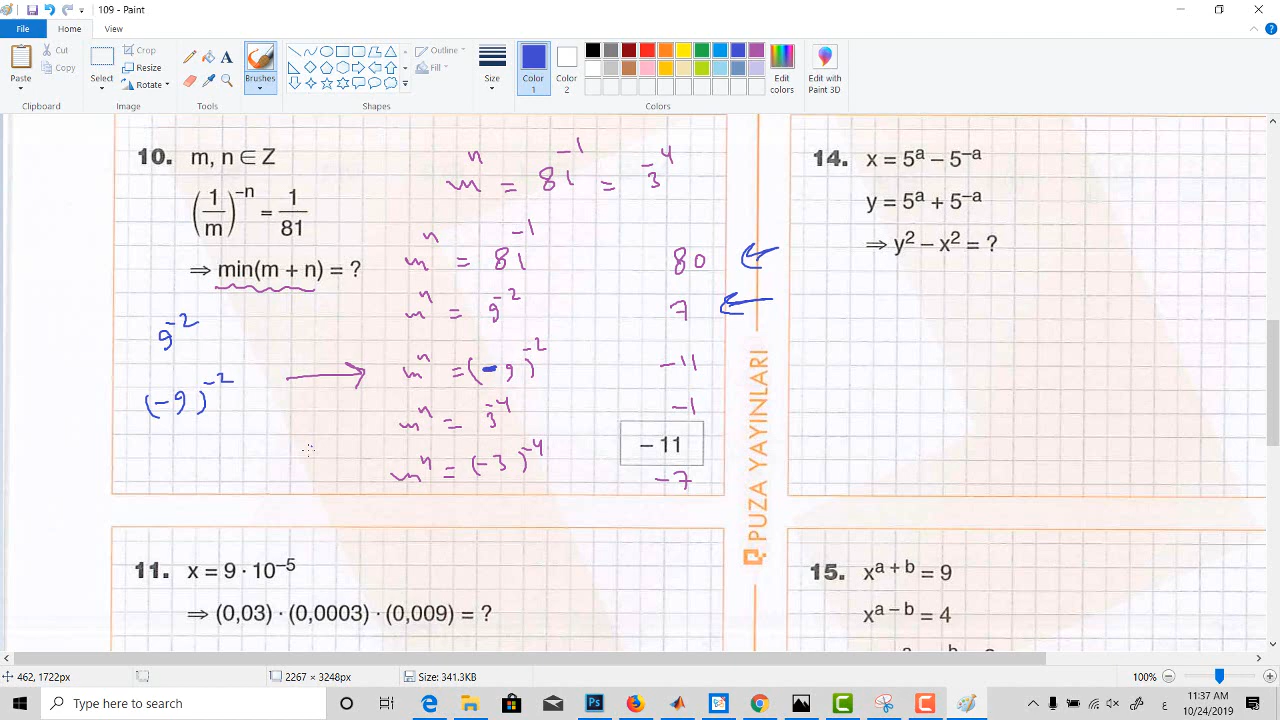 109 - Paint
File Home View
Paste Cut Copy Select Crop Resize Rotate Brushes Outline Fill Size Color 1 Color 2 Edit colors Edit with Paint 3D
Clipboard Image Tools Shapes Colors
10. m, n ∈ Z
(1/m)^–n = 1/81
⇒ min(m + n) = ?
9^-2
(-9)^-2
m^n = 81^-1 = 3^-4
m^n = 81^-1 80
m^n = 9^-2 7
m^n = (-9)^-2 -11
m^n = 3^-4 -1
– 11
m^n = (-3)^-4 -7
PUZA YAYINLARI
14. x = 5^a – 5^–a
y = 5^a + 5^–a
⇒ y² – x² = ?
11. x = 9 · 10^–5
⇒ (0,03) · (0,0003) · (0,009) = ?
15. x^a + b = 9
x^a – b = 4
462, 1722px 2267 × 3248px Size: 341.3KB 100%
Type here to search
11:37 AM
10/24/2019